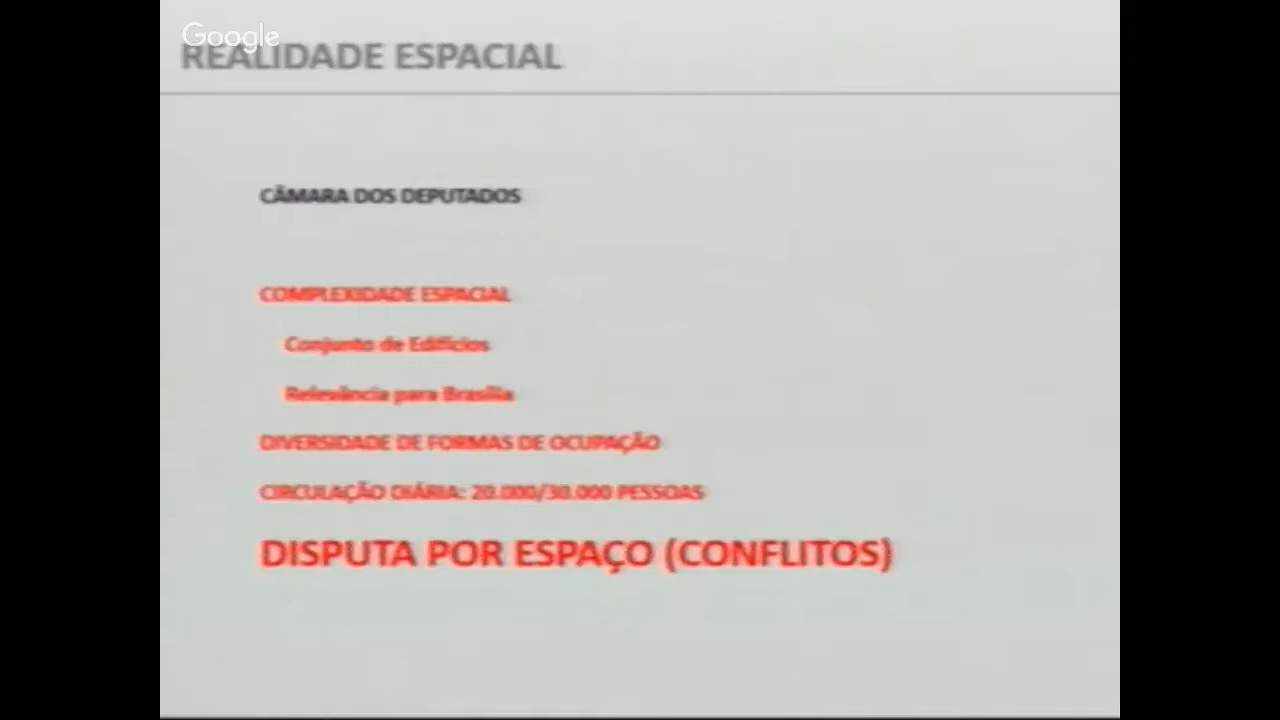 Google
REALIDADE ESPACIAL
CÂMARA DOS DEPUTADOS
COMPLEXIDADE ESPACIAL
Conjunto de Edifícios
Relevância para Brasília
DIVERSIDADE DE FORMAS DE OCUPAÇÃO
CIRCULAÇÃO DIÁRIA: 20.000/30.000 PESSOAS
DISPUTA POR ESPAÇO (CONFLITOS)